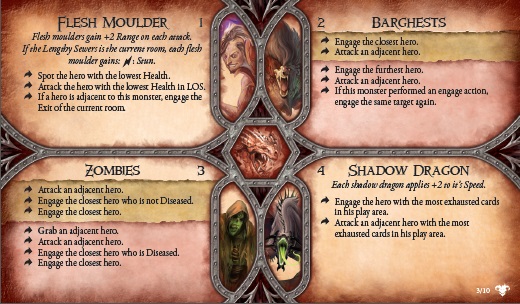 FLESH MOULDER 1
Flesh moulders gain +2 Range on each attack.
If the Lengthy Sewers is the current room, each flesh
moulder gains: : Stun.
Spot the hero with the lowest Health.
Attack the hero with the lowest Health in LOS.
If a hero is adjacent to this monster, engage the
Exit of the current room.
2 BARGHESTS
Engage the closest hero.
Attack an adjacent hero.
Engage the furthest hero.
Attack an adjacent hero.
If this monster performed an engage action,
engage the same target again.
ZOMBIES 3
Attack an adjacent hero.
Engage the closest hero who is not Diseased.
Engage the closest hero.
Grab an adjacent hero.
Attack an adjacent hero.
Engage the closest hero who is Diseased.
Engage the closest hero.
4 SHADOW DRAGON
Each shadow dragon applies +2 to it's Speed.
Engage the hero with the most exhausted cards
in his play area.
Attack an adjacent hero with the most
exhausted cards in his play area.
3/10